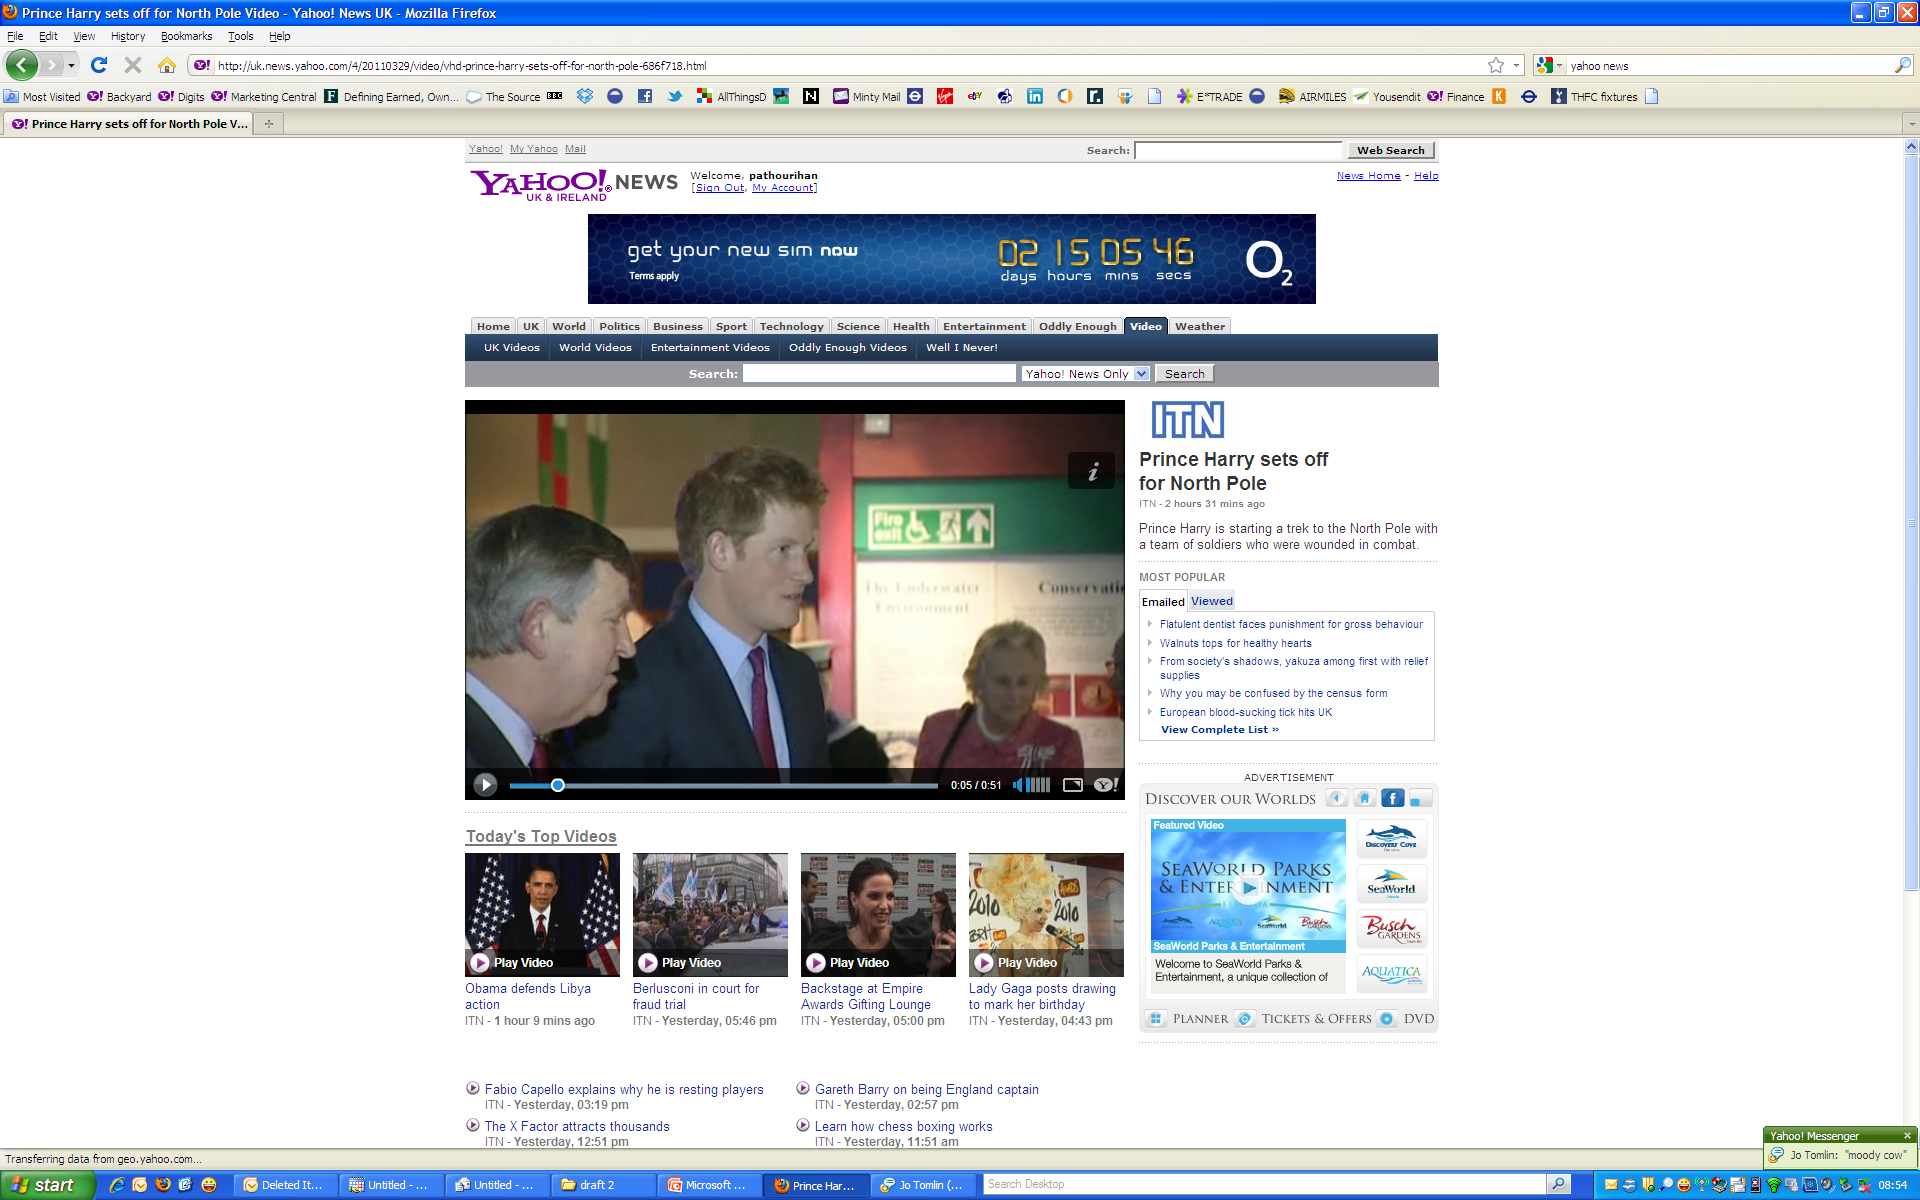 Prince Harry sets off for North Pole Video - Yahoo! News UK - Mozilla Firefox
File Edit View History Bookmarks Tools Help
http://uk.news.yahoo.com/4/20110329/video/vhd-prince-harry-sets-off-for-north-pole-686f718.html
yahoo news
Most Visited Backyard Digits Marketing Central Defining Earned, Own... The Source BBC AllThingsD Minty Mail E*TRADE AIRMILES Yousendit Finance THFC fixtures
Prince Harry sets off for North Pole V...
Yahoo! My Yahoo Mail
Search: Web Search
YAHOO! NEWS
UK & IRELAND
Welcome, pathourihan
[Sign Out, My Account]
News Home - Help
get your new sim now
Terms apply
02 15 05 46
days hours mins secs
O2
Home UK World Politics Business Sport Technology Science Health Entertainment Oddly Enough Video Weather
UK Videos World Videos Entertainment Videos Oddly Enough Videos Well I Never!
Search: Yahoo! News Only Search
i
Fire
exit
The Underwater
Environment
Conservation
0:05 / 0:51
Y!
ITN
Prince Harry sets off
for North Pole
ITN - 2 hours 31 mins ago
Prince Harry is starting a trek to the North Pole with
a team of soldiers who were wounded in combat.
MOST POPULAR
Emailed Viewed
Flatulent dentist faces punishment for gross behaviour
Walnuts tops for healthy hearts
From society's shadows, yakuza among first with relief
supplies
Why you may be confused by the census form
European blood-sucking tick hits UK
View Complete List »
ADVERTISEMENT
DISCOVER OUR WORLDS
Featured Video
SEAWORLD PARKS
& ENTERTAINMENT
FLORIDA
SeaWorld Parks & Entertainment
Welcome to SeaWorld Parks &
Entertainment, a unique collection of
DISCOVERY COVE
SeaWorld
BUSCH
GARDENS
AQUATICA
PLANNER TICKETS & OFFERS DVD
Today's Top Videos
2010
2010
Play Video Play Video Play Video Play Video
Obama defends Libya
action
ITN - 1 hour 9 mins ago
Berlusconi in court for
fraud trial
ITN - Yesterday, 05:46 pm
Backstage at Empire
Awards Gifting Lounge
ITN - Yesterday, 05:00 pm
Lady Gaga posts drawing
to mark her birthday
ITN - Yesterday, 04:43 pm
Fabio Capello explains why he is resting players
ITN - Yesterday, 03:19 pm
Gareth Barry on being England captain
ITN - Yesterday, 02:57 pm
The X Factor attracts thousands
ITN - Yesterday, 12:51 pm
Learn how chess boxing works
ITN - Yesterday, 11:51 am
Yahoo! Messenger
Jo Tomlin: "moody cow"
Transferring data from geo.yahoo.com...
start Deleted It... Untitled - ... Untitled - ... draft 2 Microsoft ... Prince Har... Jo Tomlin (... Search Desktop 08:54